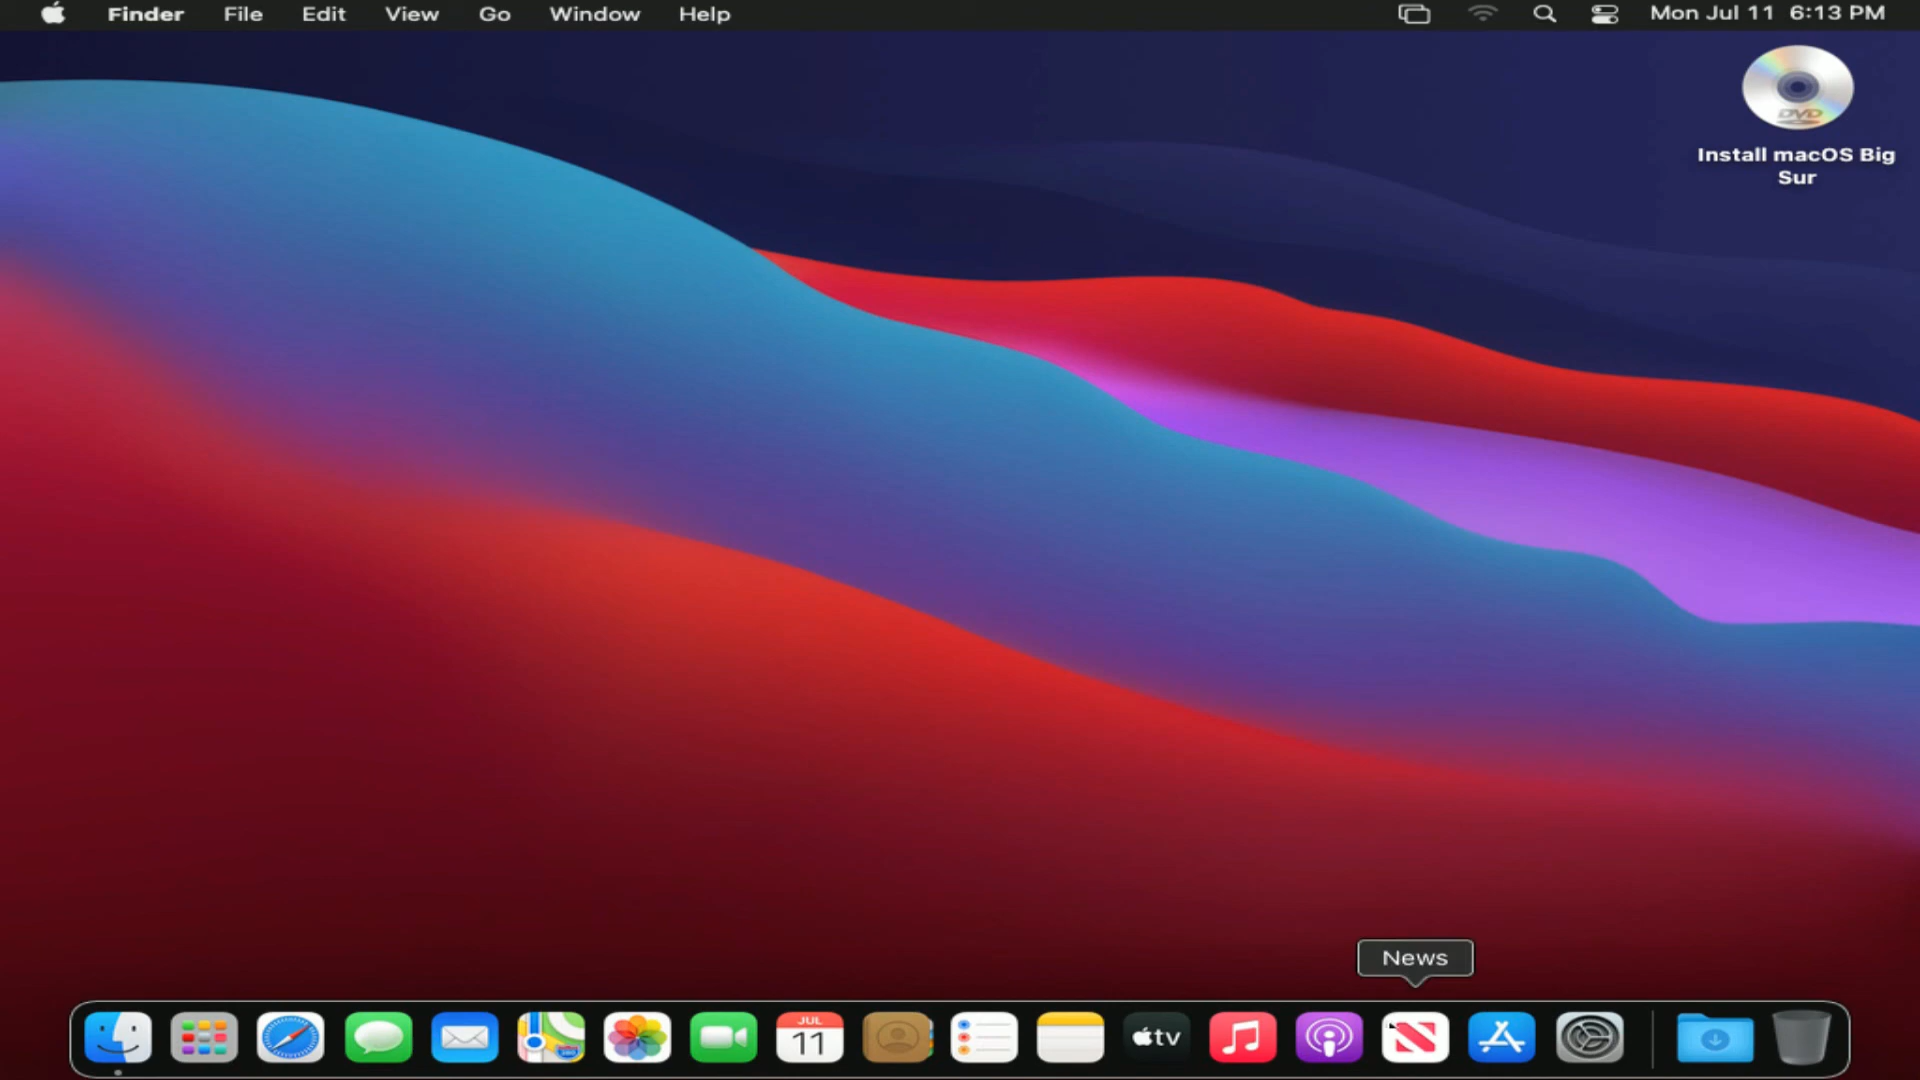 Finder File Edit View Go Window Help Mon Jul 11 6:13 PM
DVD
Install macOS Big
Sur
News
JUL
11
tv